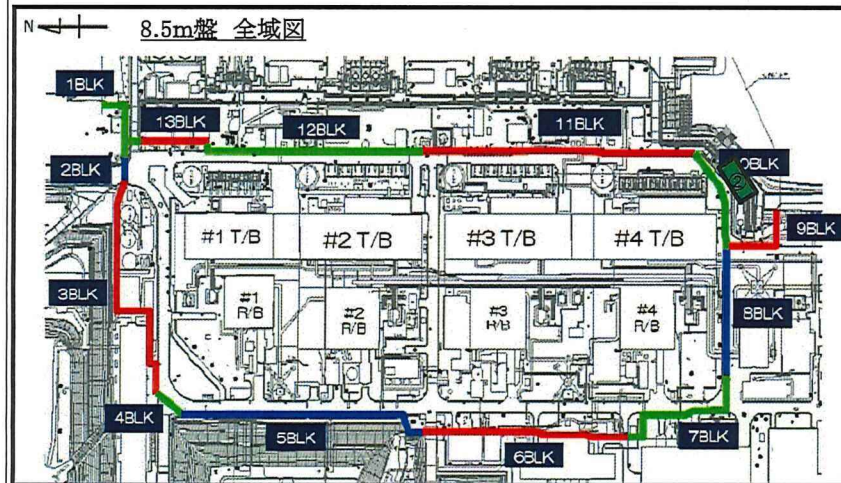 N
8.5m盤 全域図
1BLK
13BLK
12BLK
11BLK
0BLK
2BLK
#1 T/B
#2 T/B
#3 T/B
#4 T/B
9BLK
3BLK
#1
R/B
#2
R/B
#3
R/B
#4
R/B
8BLK
4BLK
5BLK
6BLK
7BLK